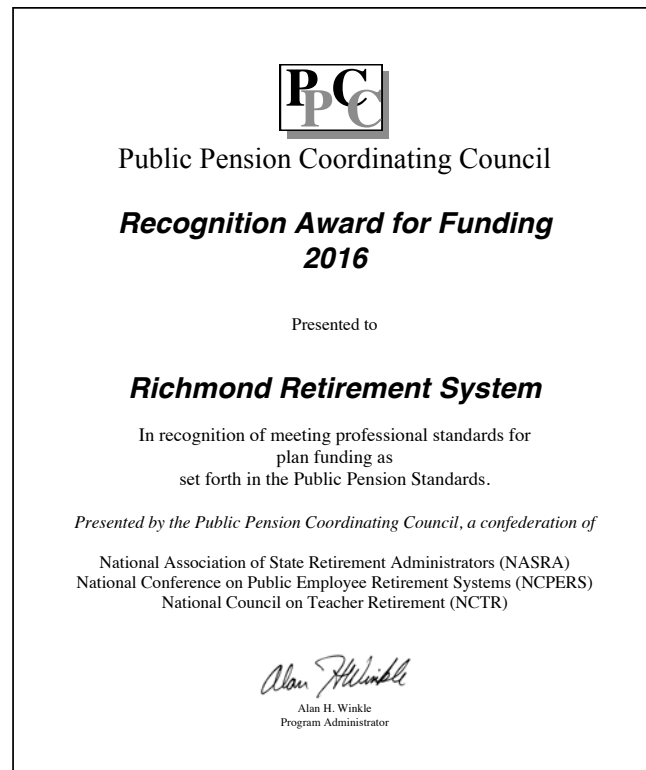 PPCC
Public Pension Coordinating Council
Recognition Award for Funding
2016
Presented to
Richmond Retirement System
In recognition of meeting professional standards for
plan funding as
set forth in the Public Pension Standards.
Presented by the Public Pension Coordinating Council, a confederation of
National Association of State Retirement Administrators (NASRA)
National Conference on Public Employee Retirement Systems (NCPERS)
National Council on Teacher Retirement (NCTR)
Alan H Winkle
Alan H. Winkle
Program Administrator